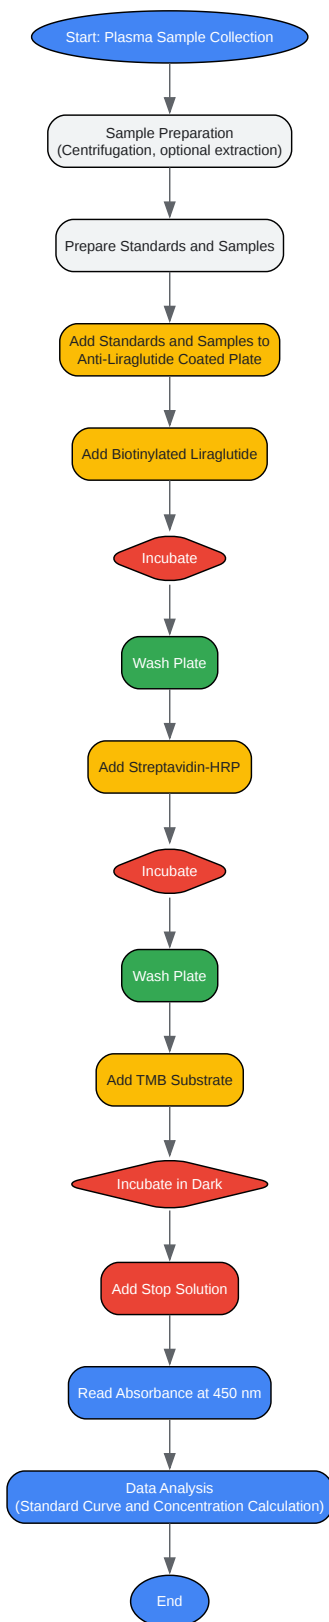 Start: Plasma Sample Collection
Sample Preparation
(Centrifugation, optional extraction)
Prepare Standards and Samples
Add Standards and Samples to
Anti-Liraglutide Coated Plate
Add Biotinylated Liraglutide
Incubate
Wash Plate
Add Streptavidin-HRP
Incubate
Wash Plate
Add TMB Substrate
Incubate in Dark
Add Stop Solution
Read Absorbance at 450 nm
Data Analysis
(Standard Curve and Concentration Calculation)
End